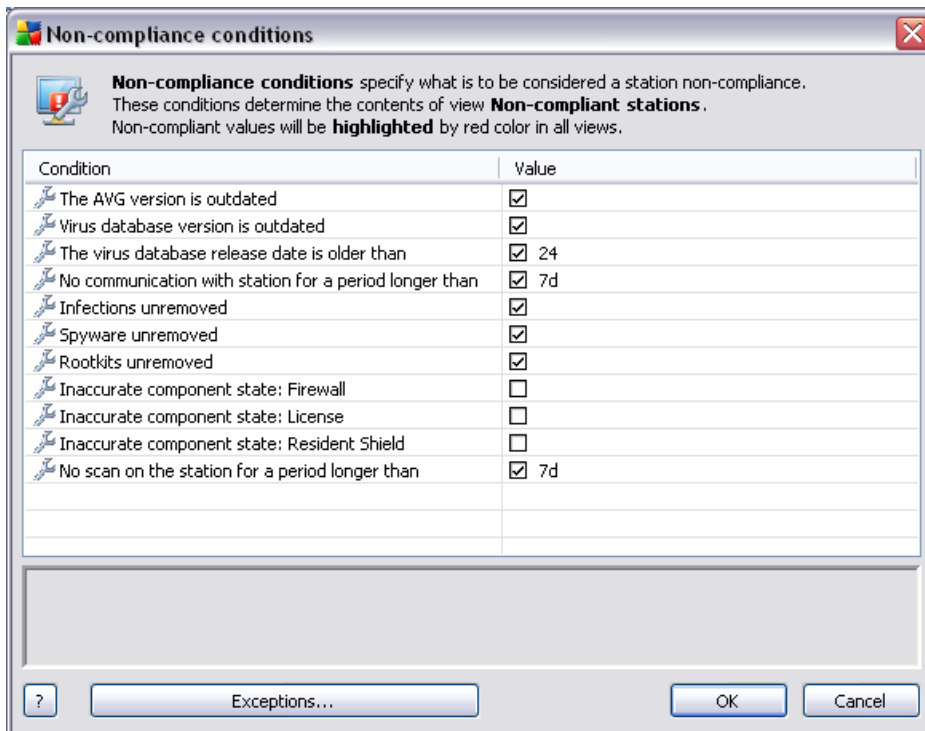 Non-compliance conditions
Non-compliance conditions specify what is to be considered a station non-compliance.
These conditions determine the contents of view Non-compliant stations.
Non-compliant values will be highlighted by red color in all views.
Condition Value
The AVG version is outdated
Virus database version is outdated
The virus database release date is older than 24
No communication with station for a period longer than 7d
Infections unremoved
Spyware unremoved
Rootkits unremoved
Inaccurate component state: Firewall
Inaccurate component state: License
Inaccurate component state: Resident Shield
No scan on the station for a period longer than 7d
? Exceptions... OK Cancel